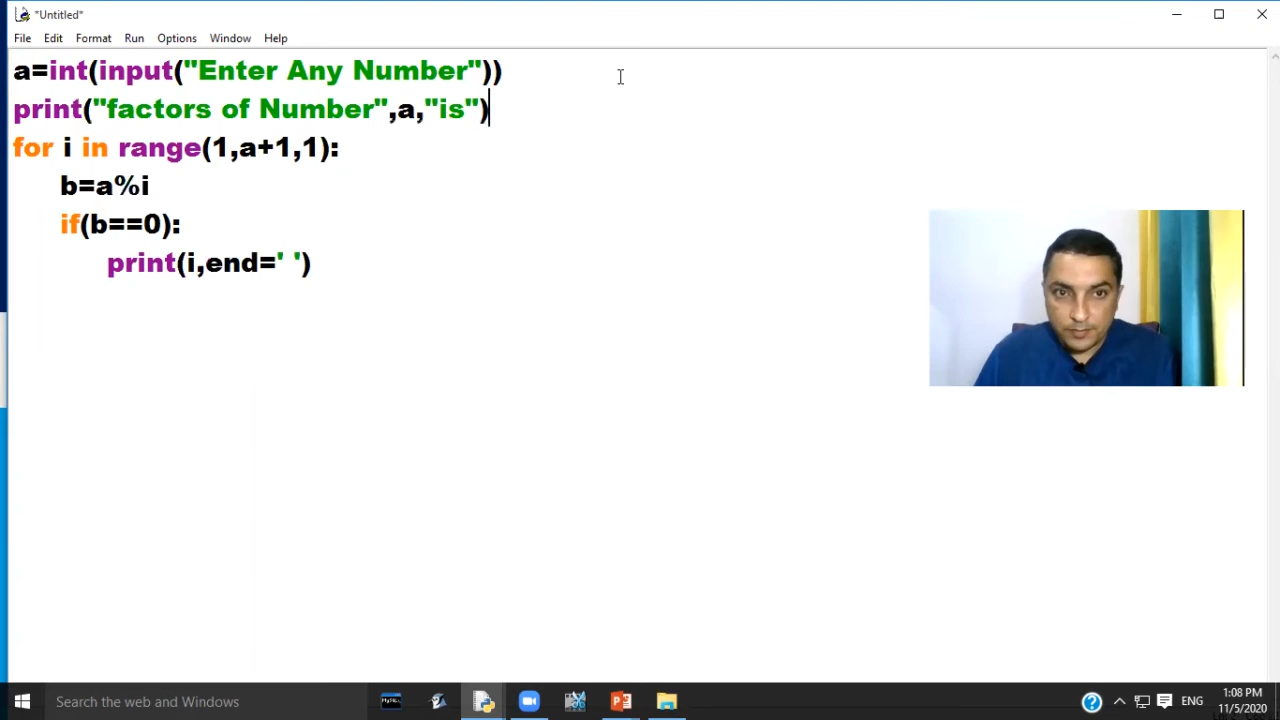 *Untitled*
File Edit Format Run Options Window Help
a=int(input("Enter Any Number"))
print("factors of Number",a,"is")
for i in range(1,a+1,1):
    b=a%i
    if(b==0):
        print(i,end=' ')
Search the web and Windows
ENG
1:08 PM
11/5/2020